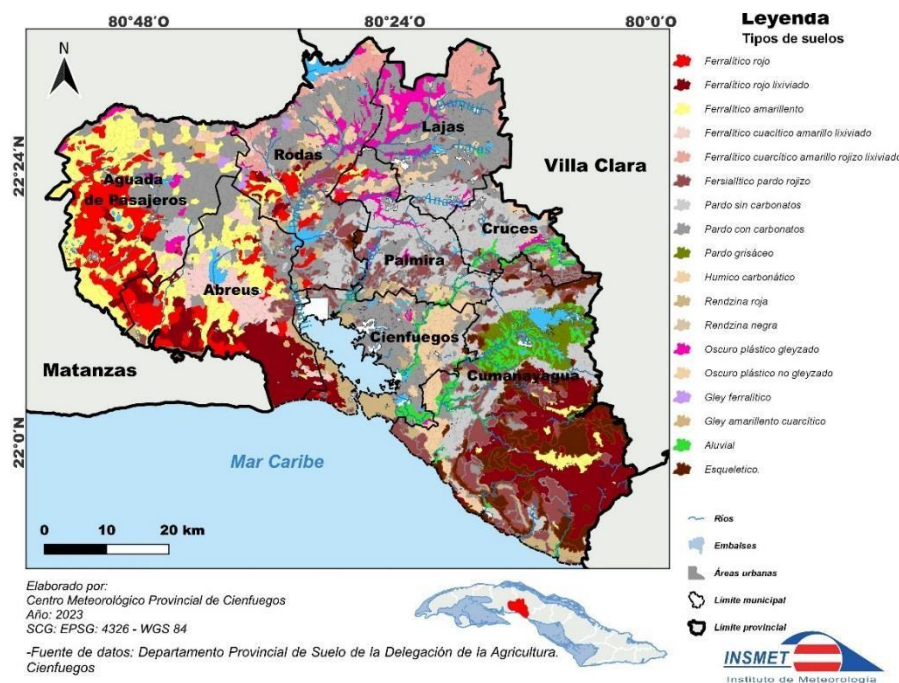 80°48'O 80°24'O 80°0'O
Leyenda
Tipos de suelos
N
22°24'N
22°0'N
Lajas
Rodas
Villa Clara
Aguada
de Pasajeros
Cruces
Palmira
Abreus
Cienfuegos
Cumanayagua
Matanzas
Mar Caribe
0 10 20 km
Ferralítico rojo
Ferralítico rojo lixiviado
Ferralítico amarillento
Ferralítico cuacítico amarillo lixiviado
Ferralítico cuarcítico amarillo rojizo lixiviado
Fersialítico pardo rojizo
Pardo sin carbonatos
Pardo con carbonatos
Pardo grisáceo
Humico carbonático
Rendzina roja
Rendzina negra
Oscuro plástico gleyzado
Oscuro plástico no gleyzado
Gley ferralítico
Gley amarillento cuarcítico
Aluvial
Esqueletico.
Ríos
Embalses
Áreas urbanas
Límite municipal
Límite provincial
Elaborado por:
Centro Meteorológico Provincial de Cienfuegos
Año: 2023
SCG: EPSG: 4326 - WGS 84
-Fuente de datos: Departamento Provincial de Suelo de la Delegación de la Agricultura.
Cienfuegos
INSMET
Instituto de Meteorología